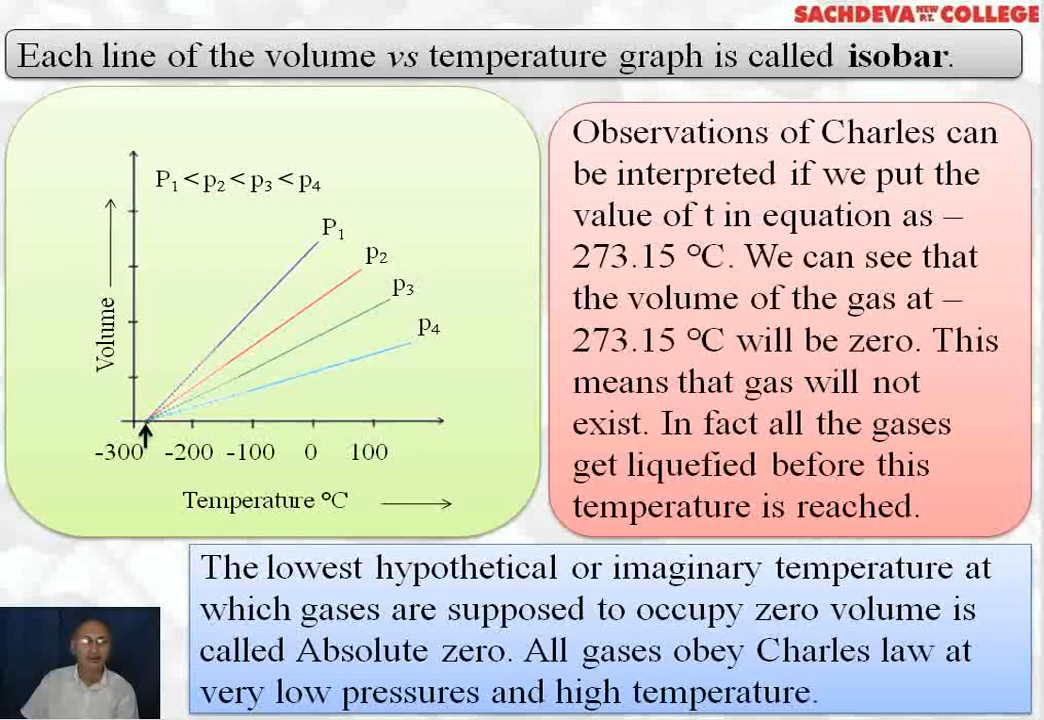 SACHDEVA NEW P.T. COLLEGE
Each line of the volume vs temperature graph is called isobar.
P₁ < p₂ < p₃ < p₄
P₁
p₂
p₃
p₄
Volume
-300 -200 -100 0 100
Temperature °C
Observations of Charles can
be interpreted if we put the
value of t in equation as –
273.15 °C. We can see that
the volume of the gas at –
273.15 °C will be zero. This
means that gas will not
exist. In fact all the gases
get liquefied before this
temperature is reached.
The lowest hypothetical or imaginary temperature at
which gases are supposed to occupy zero volume is
called Absolute zero. All gases obey Charles law at
very low pressures and high temperature.